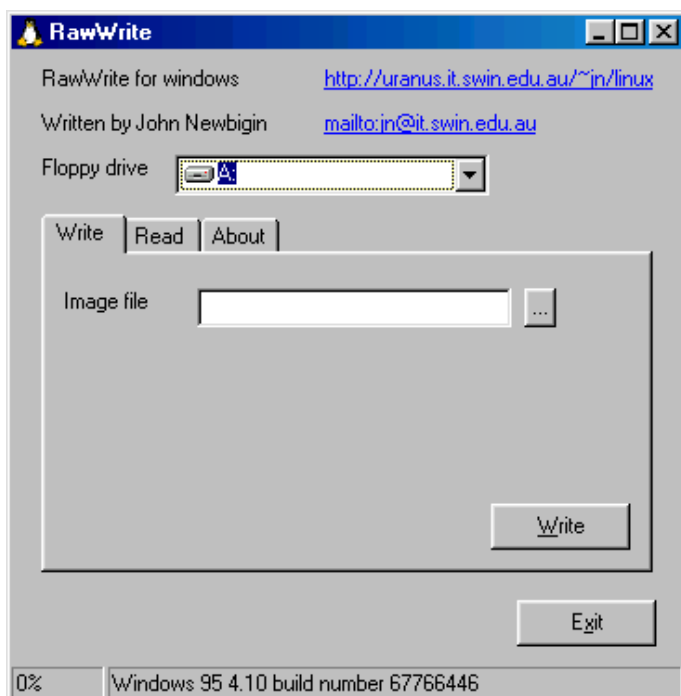 RawWrite
RawWrite for windows http://uranus.it.swin.edu.au/~jn/linux
Written by John Newbigin mailto:jn@it.swin.edu.au
Floppy drive A:
Write Read About
Image file ...
Write
Exit
0% Windows 95 4.10 build number 67766446